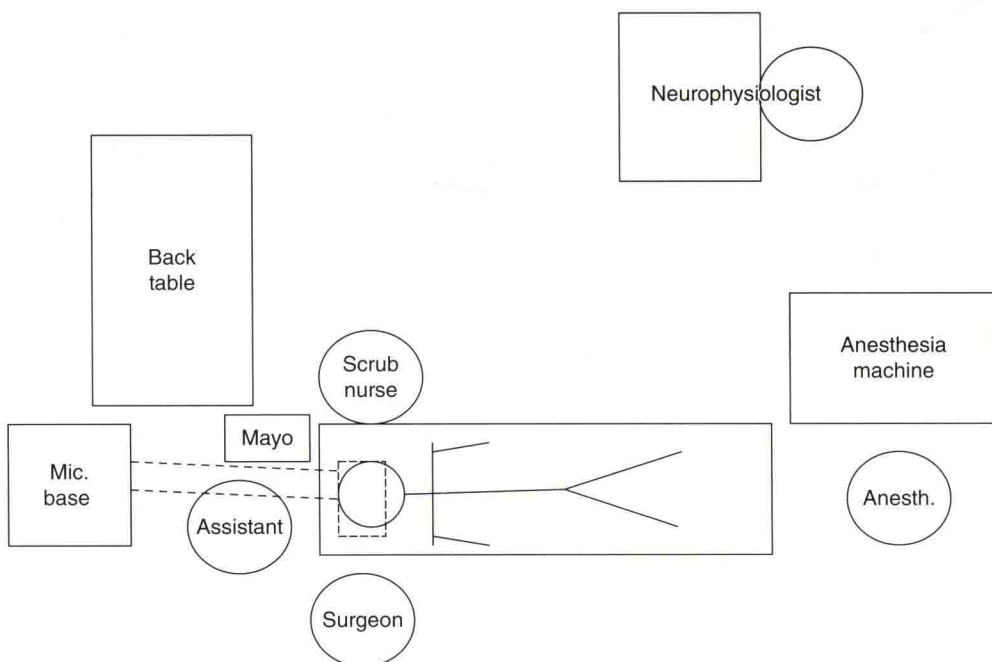 Neurophysiologist
Back
table
Scrub
nurse
Anesthesia
machine
Mayo
Mic.
base
Assistant
Anesth.
Surgeon